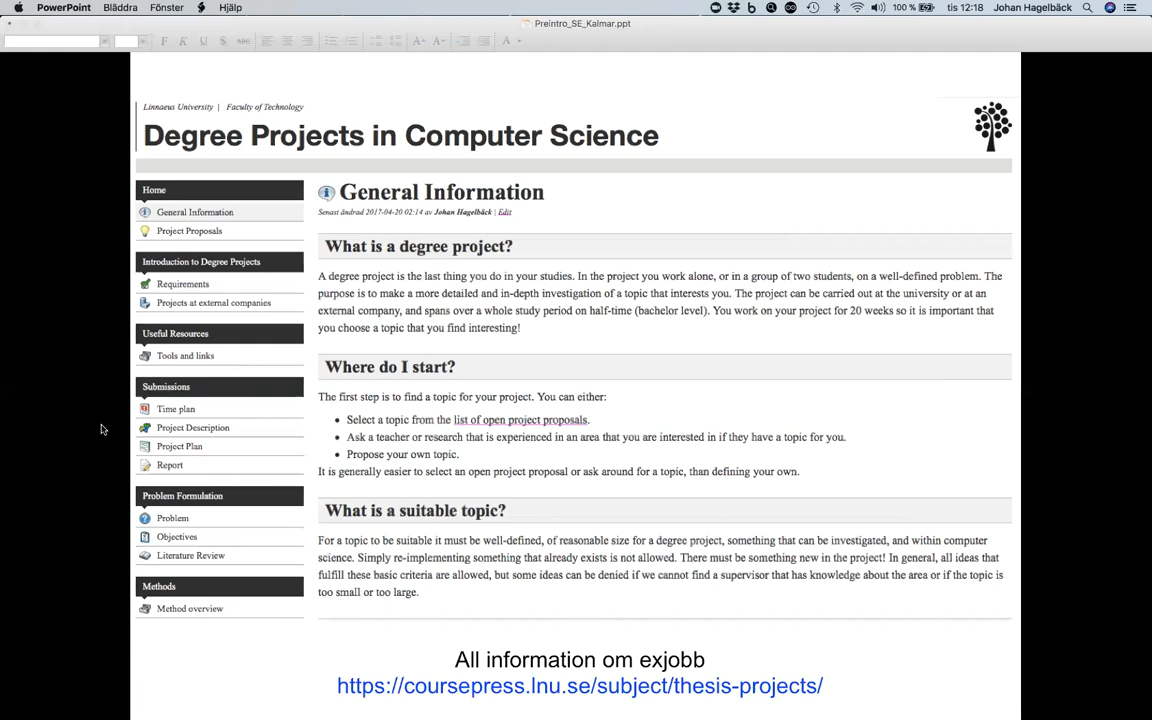 PowerPoint Bläddra Fönster Hjälp 100 % tis 12:18 Johan Hagelbäck
Preintro_SE_Kalmar.ppt
F K U S ABC A A A
Linnaeus University | Faculty of Technology
Degree Projects in Computer Science
Home
General Information
Project Proposals
Introduction to Degree Projects
Requirements
Projects at external companies
Useful Resources
Tools and links
Submissions
Time plan
Project Description
Project Plan
Report
Problem Formulation
Problem
Objectives
Literature Review
Methods
Method overview
General Information
Senast ändrad 2017-04-20 02:14 av Johan Hagelbäck | Edit
What is a degree project?
A degree project is the last thing you do in your studies. In the project you work alone, or in a group of two students, on a well-defined problem. The
purpose is to make a more detailed and in-depth investigation of a topic that interests you. The project can be carried out at the university or at an
external company, and spans over a whole study period on half-time (bachelor level). You work on your project for 20 weeks so it is important that
you choose a topic that you find interesting!
Where do I start?
The first step is to find a topic for your project. You can either:
• Select a topic from the list of open project proposals.
• Ask a teacher or research that is experienced in an area that you are interested in if they have a topic for you.
• Propose your own topic.
It is generally easier to select an open project proposal or ask around for a topic, than defining your own.
What is a suitable topic?
For a topic to be suitable it must be well-defined, of reasonable size for a degree project, something that can be investigated, and within computer
science. Simply re-implementing something that already exists is not allowed. There must be something new in the project! In general, all ideas that
fulfill these basic criteria are allowed, but some ideas can be denied if we cannot find a supervisor that has knowledge about the area or if the topic is
too small or too large.
All information om exjobb
https://coursepress.lnu.se/subject/thesis-projects/